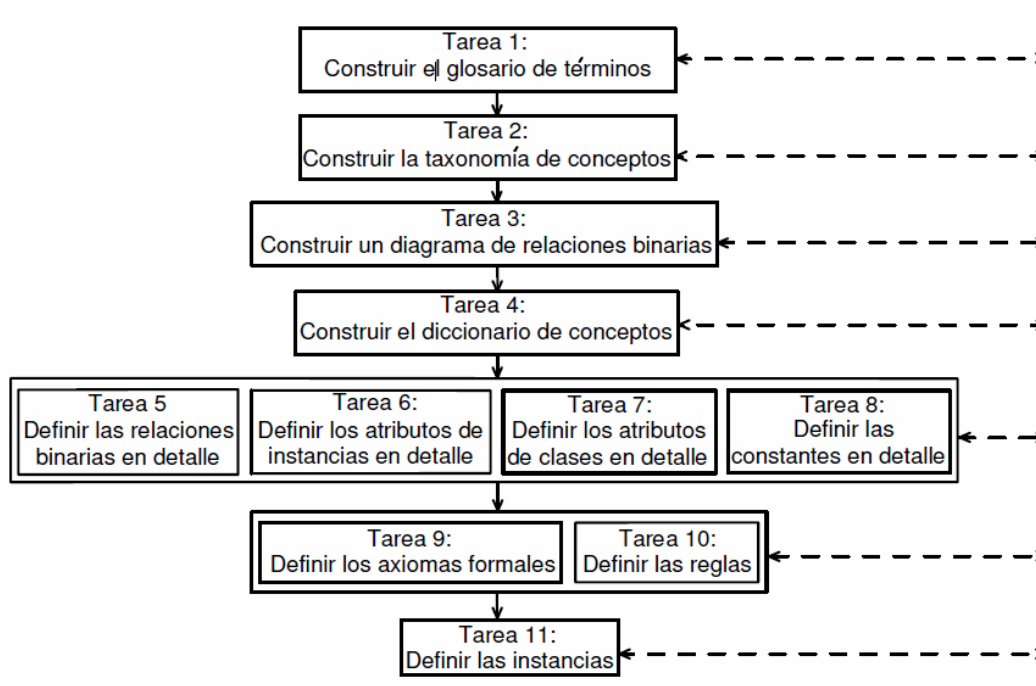 Tarea 1:
Construir el glosario de términos
Tarea 2:
Construir la taxonomía de conceptos
Tarea 3:
Construir un diagrama de relaciones binarias
Tarea 4:
Construir el diccionario de conceptos
Tarea 5
Definir las relaciones
binarias en detalle
Tarea 6:
Definir los atributos de
instancias en detalle
Tarea 7:
Definir los atributos
de clases en detalle
Tarea 8:
Definir las
constantes en detalle
Tarea 9:
Definir los axiomas formales
Tarea 10:
Definir las reglas
Tarea 11:
Definir las instancias